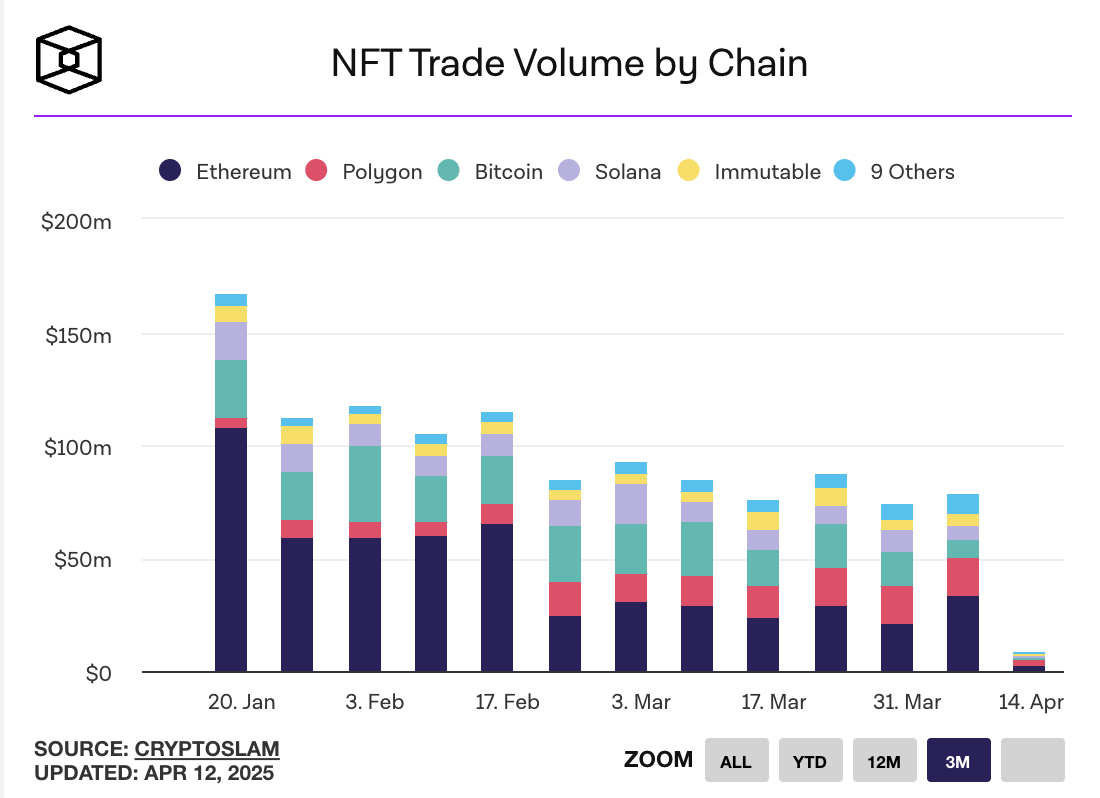 NFT Trade Volume by Chain
Ethereum Polygon Bitcoin Solana Immutable 9 Others
$200m
$150m
$100m
$50m
$0
20. Jan 3. Feb 17. Feb 3. Mar 17. Mar 31. Mar 14. Apr
SOURCE: CRYPTOSLAM
UPDATED: APR 12, 2025
ZOOM ALL YTD 12M 3M